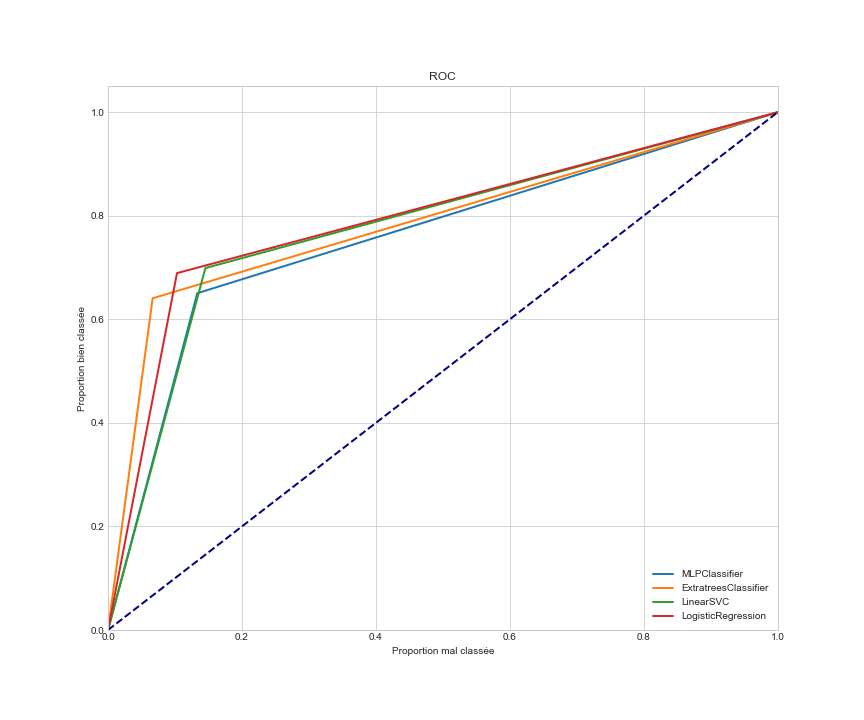 ROC
Proportion bien classée
1.0
0.8
0.6
0.4
0.2
0.0
0.0 0.2 0.4 0.6 0.8 1.0
Proportion mal classée
MLPClassifier
ExtratreesClassifier
LinearSVC
LogisticRegression